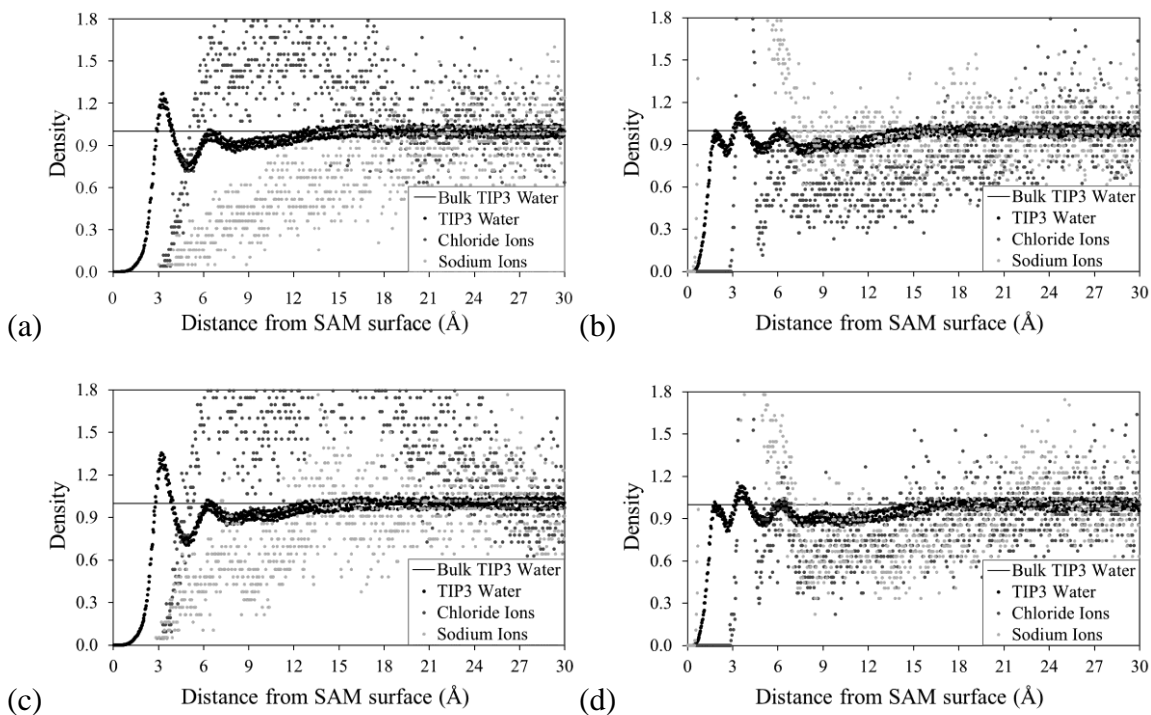 1.8
1.5
1.2
0.9
0.6
0.3
0.0
Density
Bulk TIP3 Water
TIP3 Water
Chloride Ions
Sodium Ions
0 3 6 9 12 15 18 21 24 27 30
Distance from SAM surface (Å)
(a)
1.8
1.5
1.2
0.9
0.6
0.3
0.0
Density
Bulk TIP3 Water
TIP3 Water
Chloride Ions
Sodium Ions
0 3 6 9 12 15 18 21 24 27 30
Distance from SAM surface (Å)
(b)
1.8
1.5
1.2
0.9
0.6
0.3
0.0
Density
Bulk TIP3 Water
TIP3 Water
Chloride Ions
Sodium Ions
0 3 6 9 12 15 18 21 24 27 30
Distance from SAM surface (Å)
(c)
1.8
1.5
1.2
0.9
0.6
0.3
0.0
Density
Bulk TIP3 Water
TIP3 Water
Chloride Ions
Sodium Ions
0 3 6 9 12 15 18 21 24 27 30
Distance from SAM surface (Å)
(d)